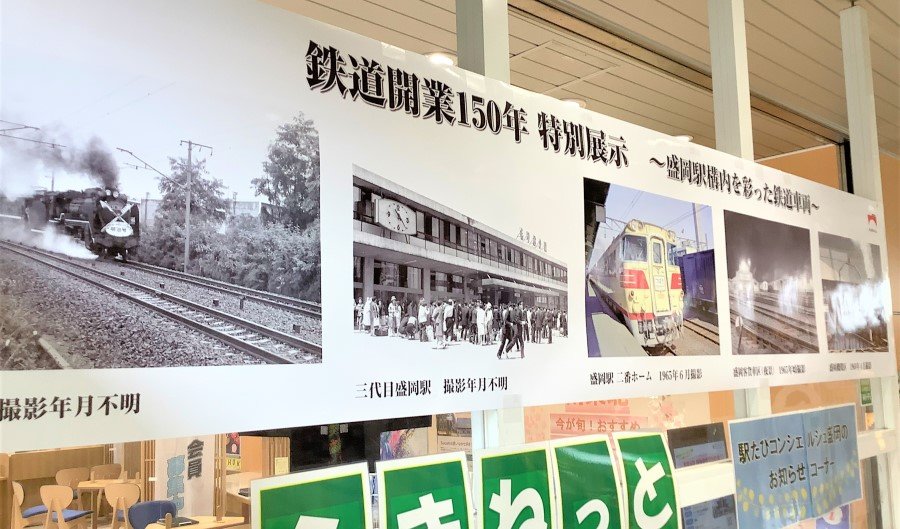 鉄道開業150年 特別展示 ～盛岡駅構内を彩った鉄道車両～
撮影年月不明
三代目盛岡駅　撮影年月不明
盛岡駅 二番ホーム　1965年6月撮影
今が旬！おすすめ
まねっと
駅たびコンシェルジュ盛岡の
お知らせ コーナー
会員